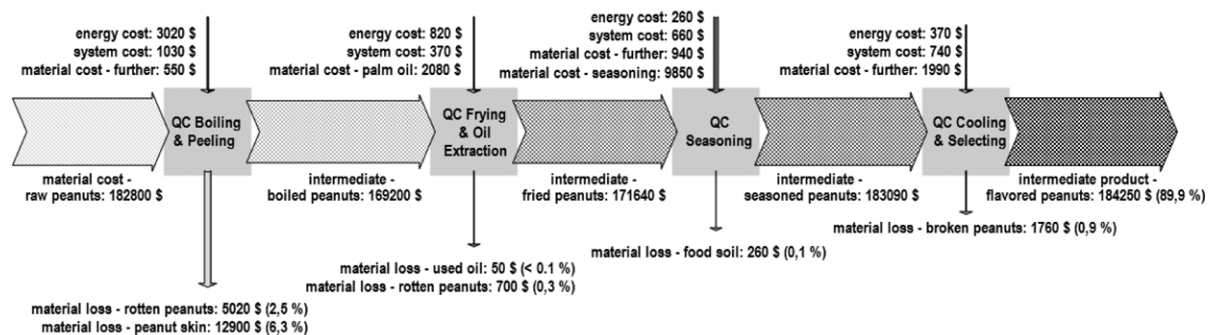 energy cost: 3020 $
system cost: 1030 $
material cost - further: 550 $
energy cost: 820 $
system cost: 370 $
material cost - palm oil: 2080 $
energy cost: 260 $
system cost: 660 $
material cost - further: 940 $
material cost - seasoning: 9850 $
energy cost: 370 $
system cost: 740 $
material cost - further: 1990 $
QC Boiling
& Peeling
QC Frying
& Oil
Extraction
QC
Seasoning
QC Cooling
& Selecting
material cost -
raw peanuts: 182800 $
intermediate -
boiled peanuts: 169200 $
intermediate -
fried peanuts: 171640 $
intermediate -
seasoned peanuts: 183090 $
intermediate product -
flavored peanuts: 184250 $ (89,9 %)
material loss - rotten peanuts: 5020 $ (2,5 %)
material loss - peanut skin: 12900 $ (6,3 %)
material loss - used oil: 50 $ (< 0.1 %)
material loss - rotten peanuts: 700 $ (0,3 %)
material loss - food soil: 260 $ (0,1 %)
material loss - broken peanuts: 1760 $ (0,9 %)